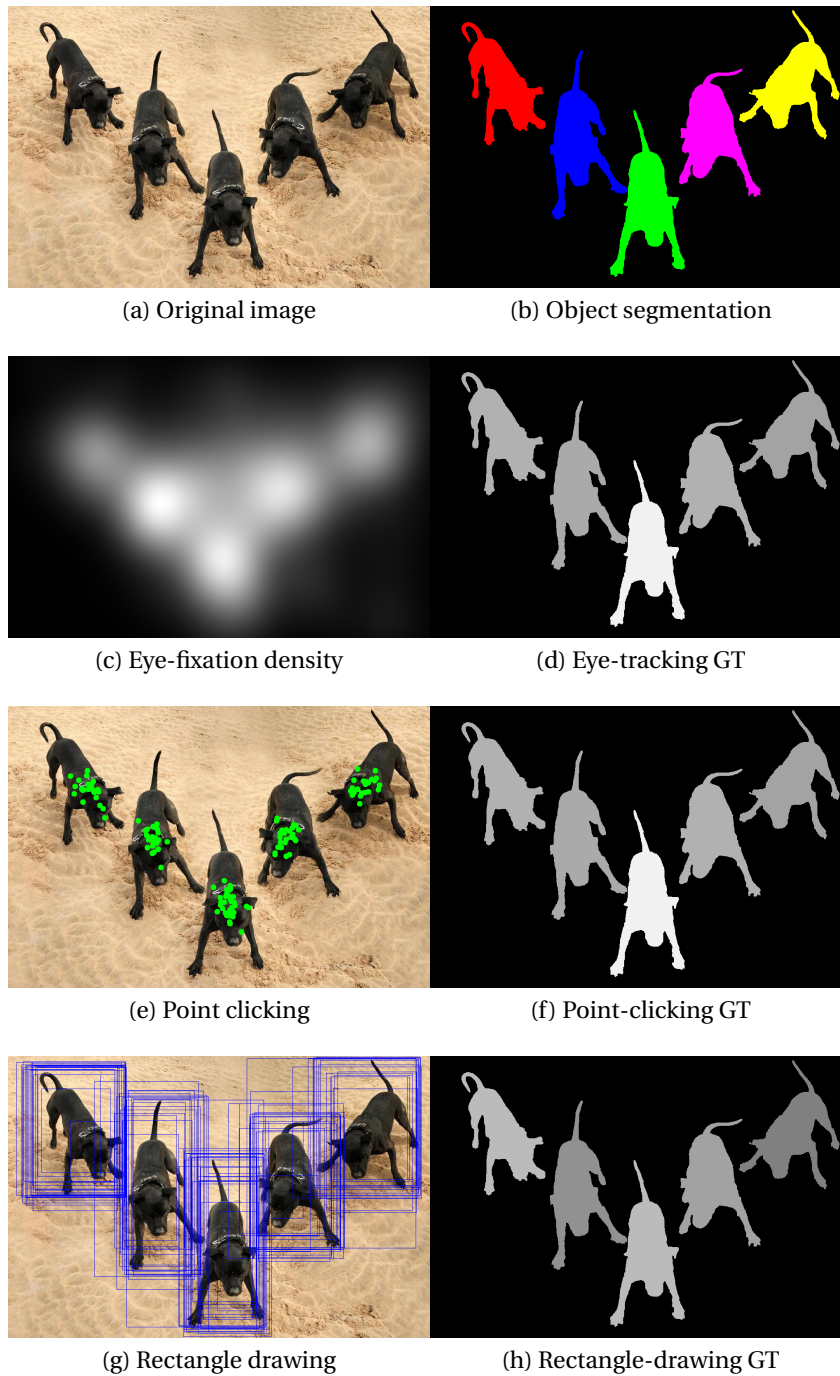 (a) Original image
(b) Object segmentation
(c) Eye-fixation density
(d) Eye-tracking GT
(e) Point clicking
(f) Point-clicking GT
(g) Rectangle drawing
(h) Rectangle-drawing GT